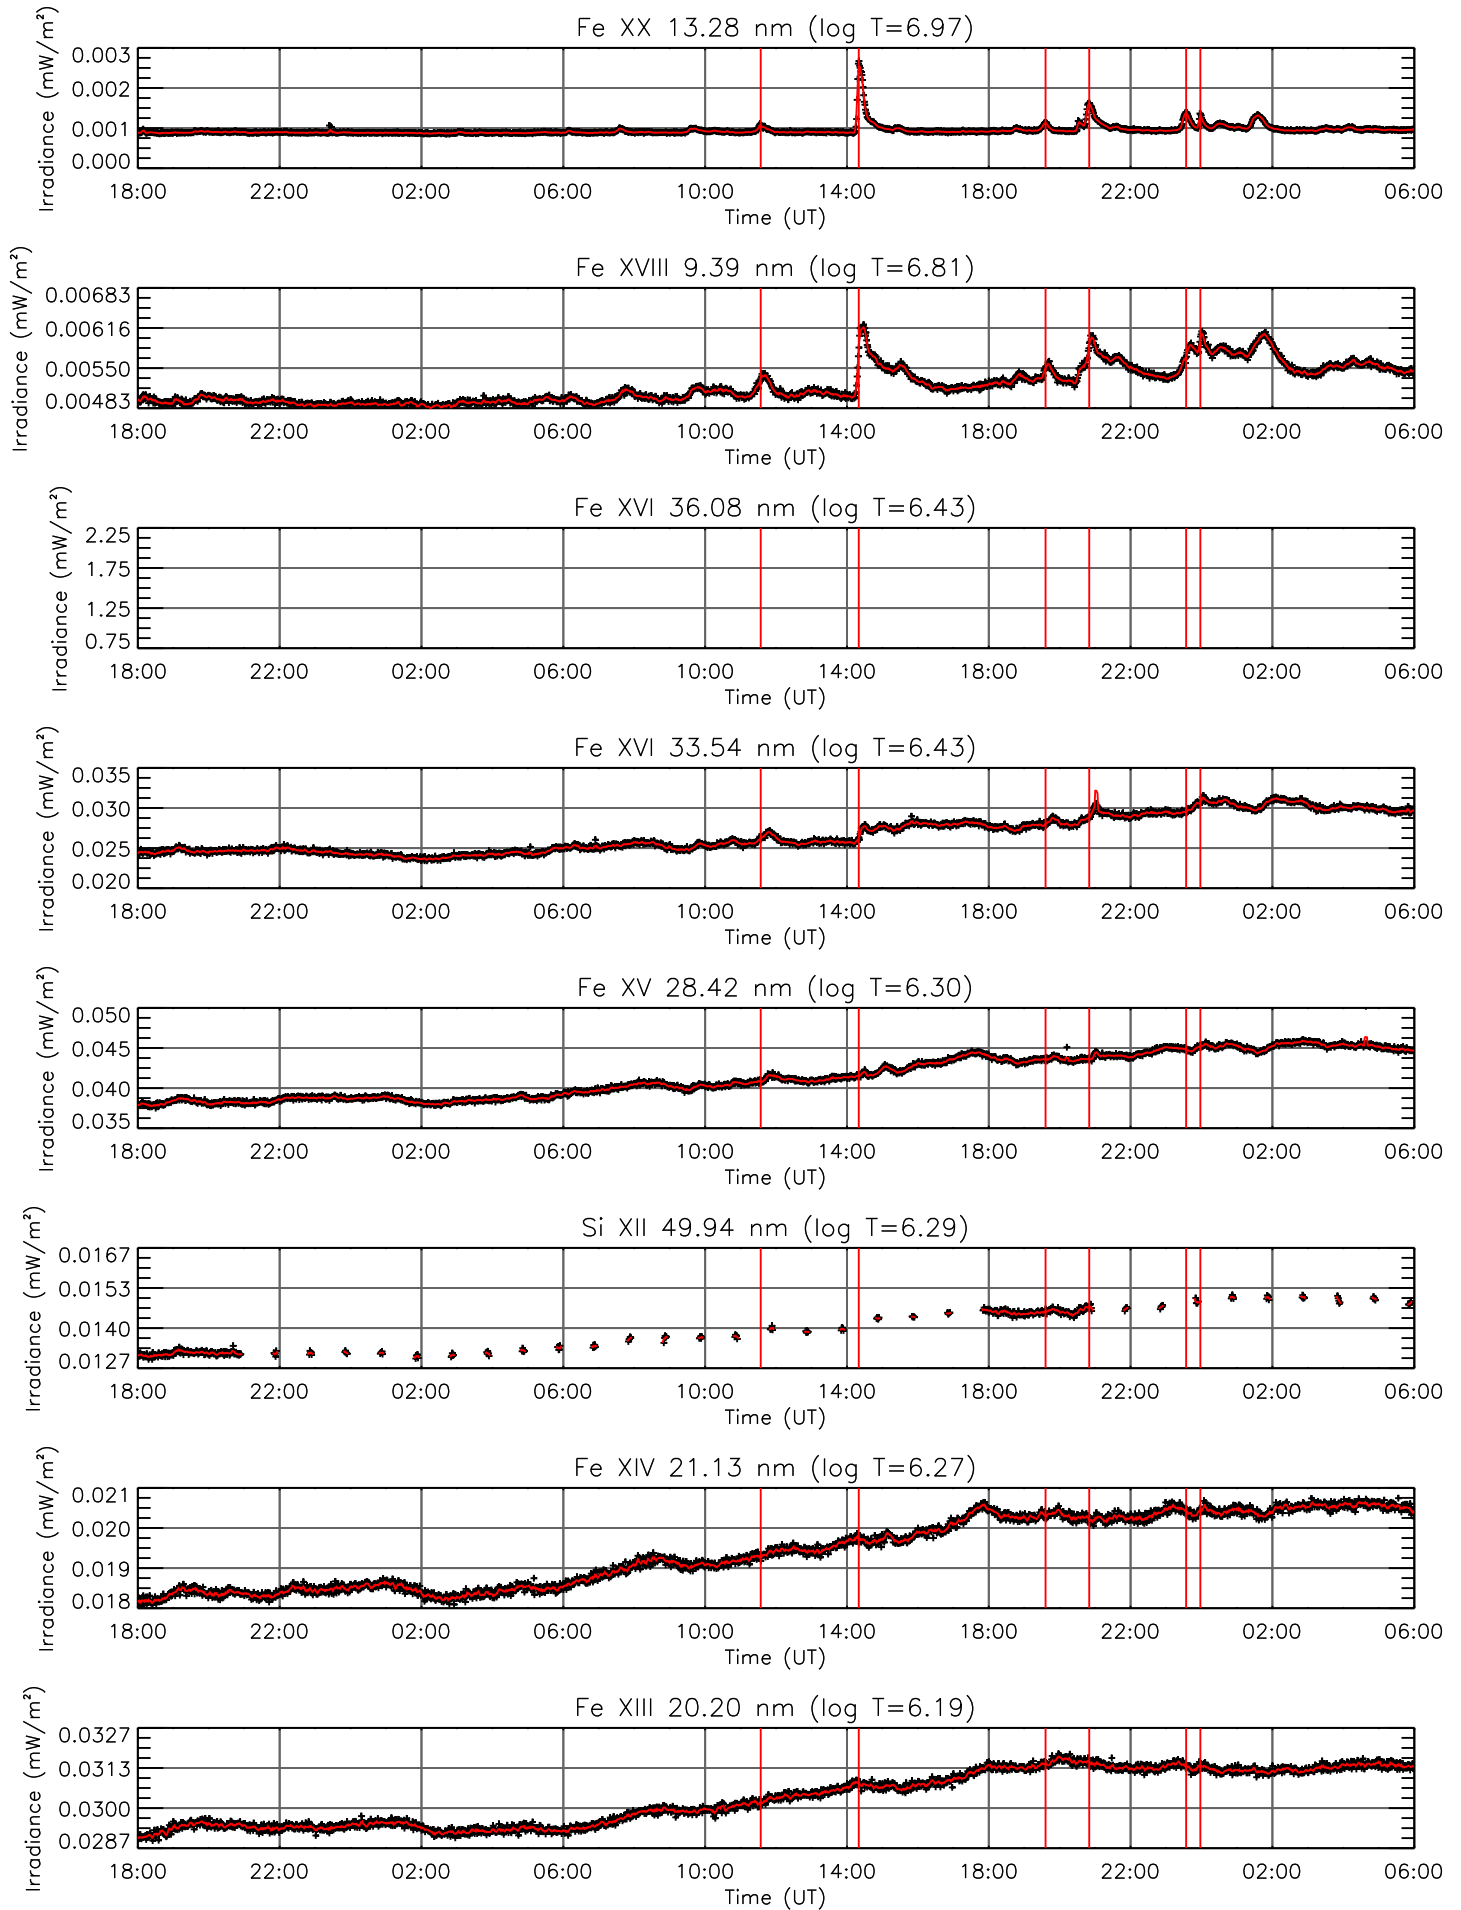 Fe XX 13.28 nm (log T=6.97)
Irradiance (mW/m²)
0.003
0.002
0.001
0.000
18:00 22:00 02:00 06:00 10:00 14:00 18:00 22:00 02:00 06:00
Time (UT)
Fe XVIII 9.39 nm (log T=6.81)
Irradiance (mW/m²)
0.00683
0.00616
0.00550
0.00483
18:00 22:00 02:00 06:00 10:00 14:00 18:00 22:00 02:00 06:00
Time (UT)
Fe XVI 36.08 nm (log T=6.43)
Irradiance (mW/m²)
2.25
1.75
1.25
0.75
18:00 22:00 02:00 06:00 10:00 14:00 18:00 22:00 02:00 06:00
Time (UT)
Fe XVI 33.54 nm (log T=6.43)
Irradiance (mW/m²)
0.035
0.030
0.025
0.020
18:00 22:00 02:00 06:00 10:00 14:00 18:00 22:00 02:00 06:00
Time (UT)
Fe XV 28.42 nm (log T=6.30)
Irradiance (mW/m²)
0.050
0.045
0.040
0.035
18:00 22:00 02:00 06:00 10:00 14:00 18:00 22:00 02:00 06:00
Time (UT)
Si XII 49.94 nm (log T=6.29)
Irradiance (mW/m²)
0.0167
0.0153
0.0140
0.0127
18:00 22:00 02:00 06:00 10:00 14:00 18:00 22:00 02:00 06:00
Time (UT)
Fe XIV 21.13 nm (log T=6.27)
Irradiance (mW/m²)
0.021
0.020
0.019
0.018
18:00 22:00 02:00 06:00 10:00 14:00 18:00 22:00 02:00 06:00
Time (UT)
Fe XIII 20.20 nm (log T=6.19)
Irradiance (mW/m²)
0.0327
0.0313
0.0300
0.0287
18:00 22:00 02:00 06:00 10:00 14:00 18:00 22:00 02:00 06:00
Time (UT)